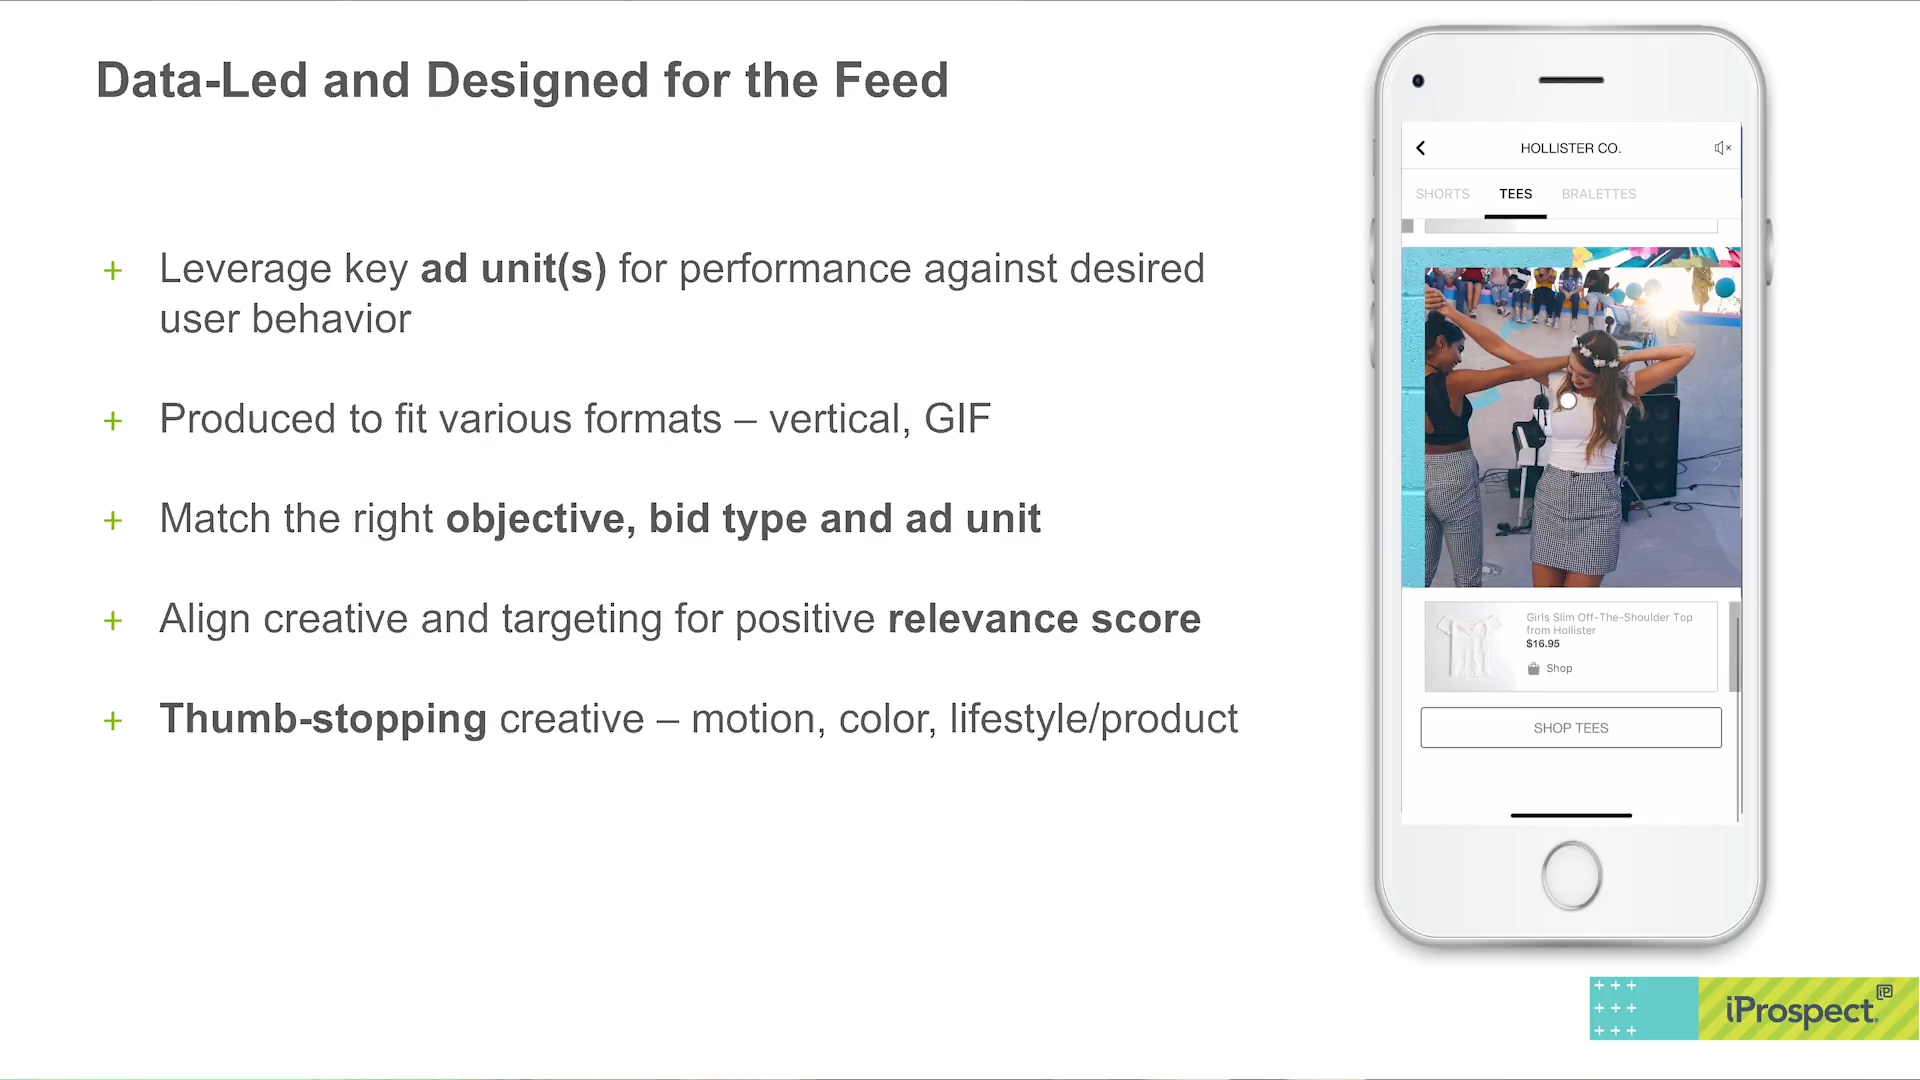 Data-Led and Designed for the Feed
+ Leverage key ad unit(s) for performance against desired
user behavior
+ Produced to fit various formats – vertical, GIF
+ Match the right objective, bid type and ad unit
+ Align creative and targeting for positive relevance score
+ Thumb-stopping creative – motion, color, lifestyle/product
HOLLISTER CO.
SHORTS TEES BRALETTES
Girls Slim Off-The-Shoulder Top
from Hollister
$16.95
Shop
SHOP TEES
iProspect iP